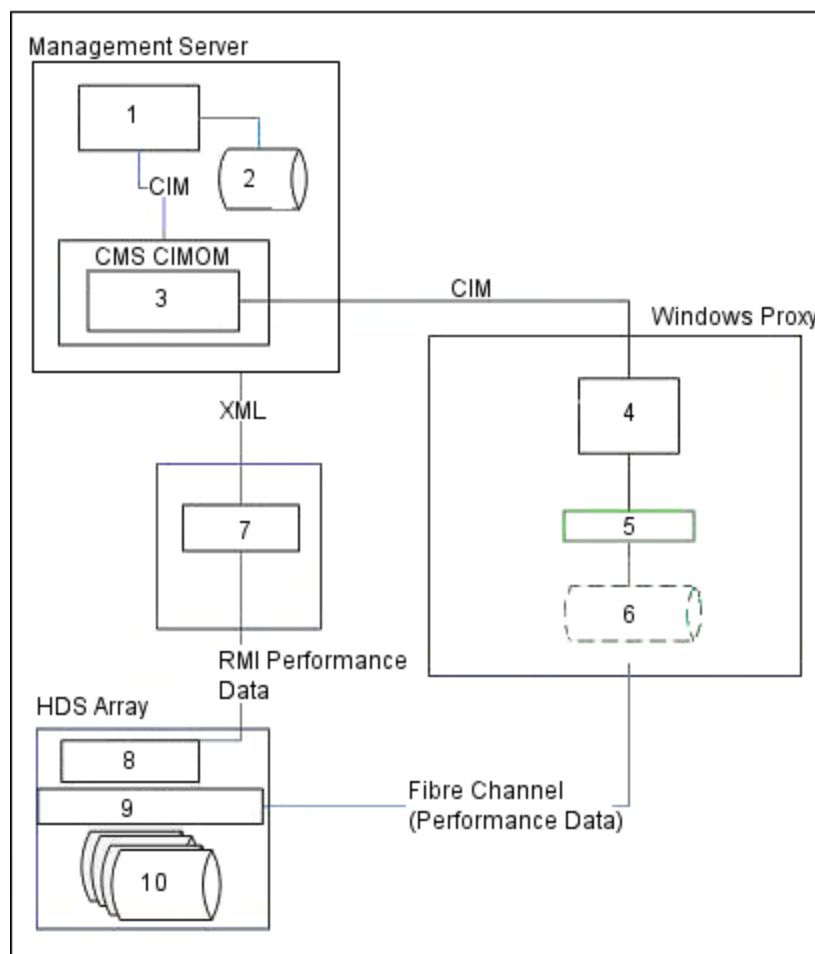 Management Server
1
2
CIM
CMS CIMOM
3
CIM
Windows Proxy
4
XML
5
7
6
RMI Performance
Data
HDS Array
8
Fibre Channel
(Performance Data)
9
10